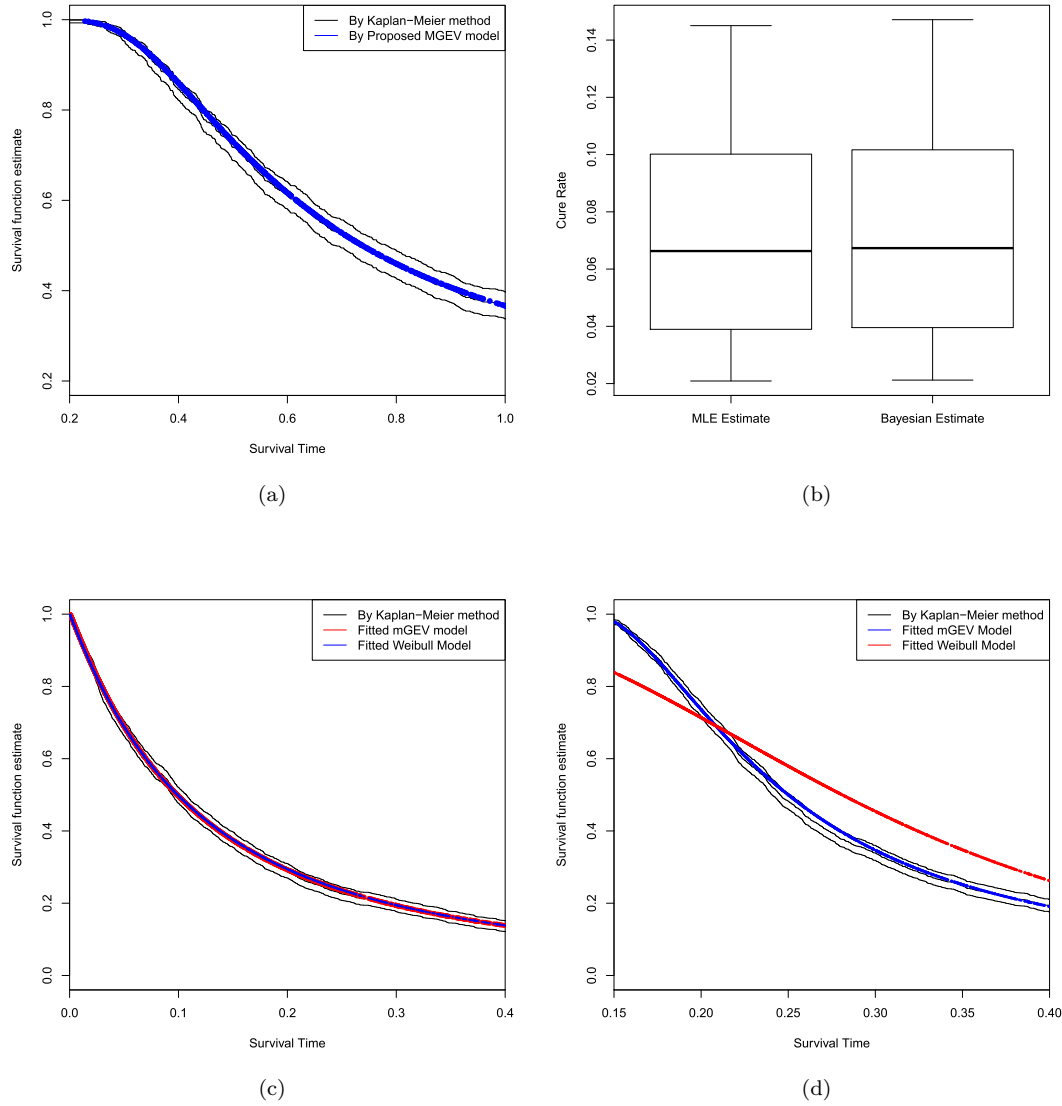 By Kaplan−Meier method
By Proposed MGEV model
Survival function estimate
1.0
0.8
0.6
0.4
0.2
0.2 0.4 0.6 0.8 1.0
Survival Time
(a)
Cure Rate
0.14
0.12
0.10
0.08
0.06
0.04
0.02
MLE Estimate Bayesian Estimate
(b)
By Kaplan−Meier method
Fitted mGEV model
Fitted Weibull Model
Survival function estimate
1.0
0.8
0.6
0.4
0.2
0.0
0.0 0.1 0.2 0.3 0.4
Survival Time
(c)
By Kaplan−Meier method
Fitted mGEV Model
Fitted Weibull Model
Survival function estimate
1.0
0.8
0.6
0.4
0.2
0.0
0.15 0.20 0.25 0.30 0.35 0.40
Survival Time
(d)